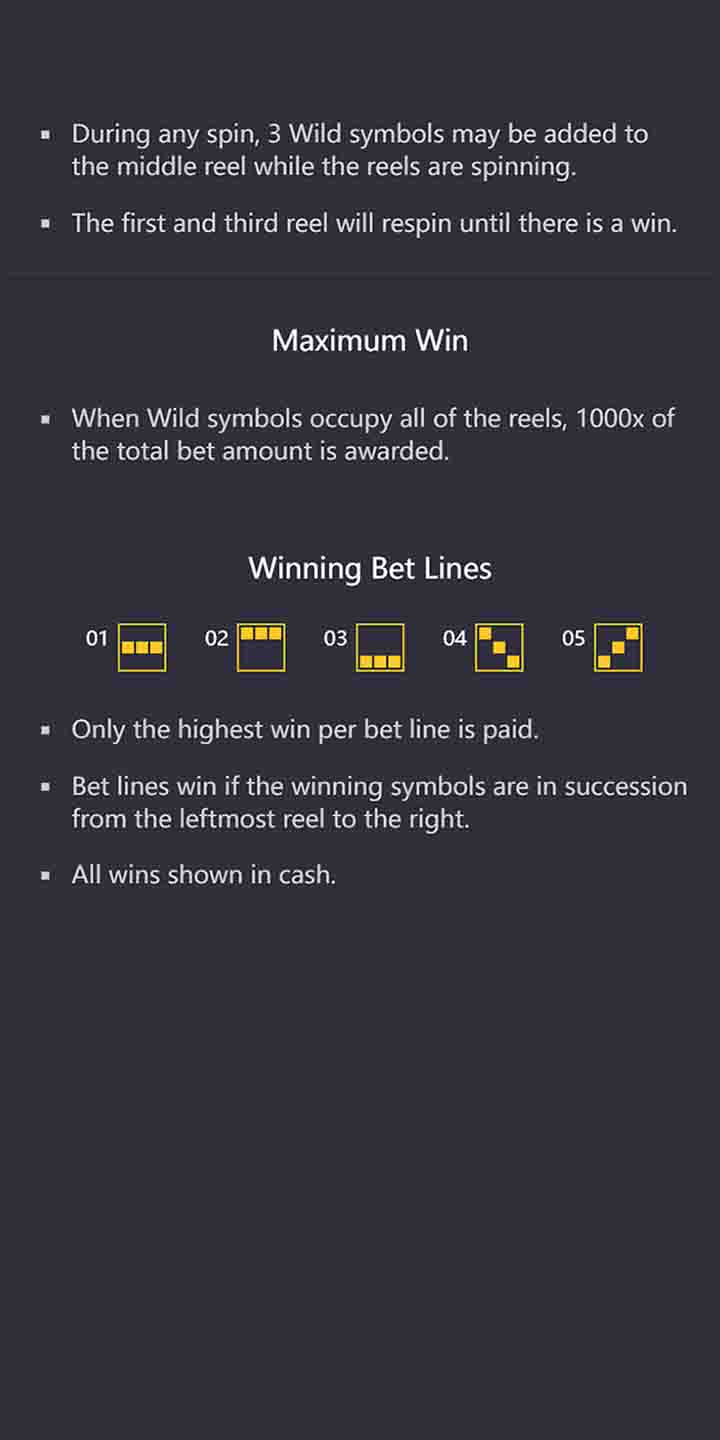 ▪ During any spin, 3 Wild symbols may be added to
the middle reel while the reels are spinning.
▪ The first and third reel will respin until there is a win.
Maximum Win
▪ When Wild symbols occupy all of the reels, 1000x of
the total bet amount is awarded.
Winning Bet Lines
01 02 03 04 05
▪ Only the highest win per bet line is paid.
▪ Bet lines win if the winning symbols are in succession
from the leftmost reel to the right.
▪ All wins shown in cash.